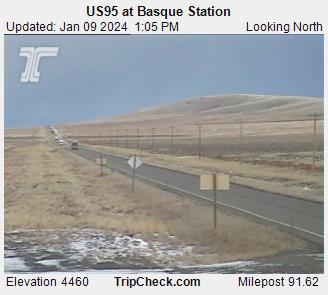 US95 at Basque Station
Updated: Jan 09 2024 1:05 PM Looking North
Elevation 4460 TripCheck.com Milepost 91.62